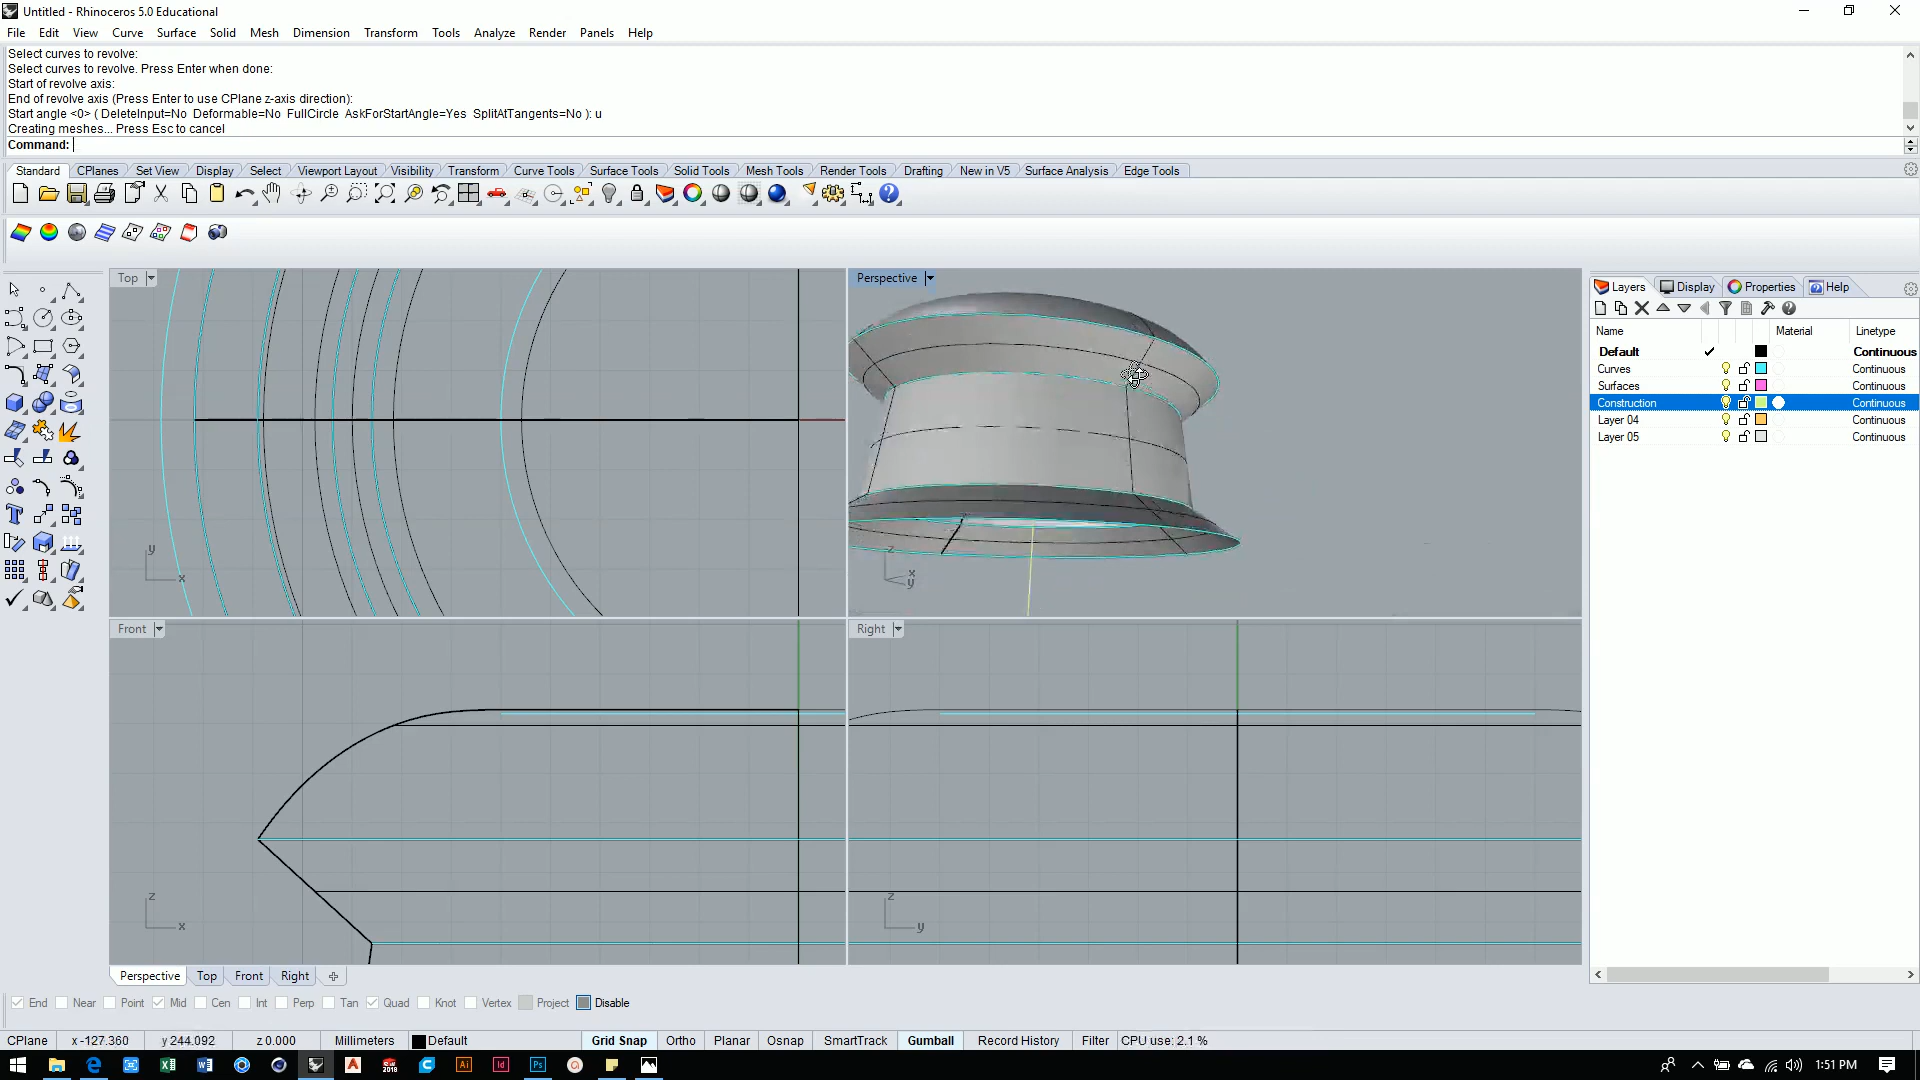 Untitled - Rhinoceros 5.0 Educational
File Edit View Curve Surface Solid Mesh Dimension Transform Tools Analyze Render Panels Help
Select curves to revolve:
Select curves to revolve. Press Enter when done:
Start of revolve axis:
End of revolve axis (Press Enter to use CPlane z-axis direction):
Start angle <0> ( DeleteInput=No Deformable=No FullCircle AskForStartAngle=Yes SplitAtTangents=No ): u
Creating meshes... Press Esc to cancel
Command:
Standard CPlanes Set View Display Select Viewport Layout Visibility Transform Curve Tools Surface Tools Solid Tools Mesh Tools Render Tools Drafting New in V5 Surface Analysis Edge Tools
Top
Perspective
Layers Display Properties Help
Name Material Linetype
Default Continuous
Curves Continuous
Surfaces Continuous
Construction Continuous
Layer 04 Continuous
Layer 05 Continuous
y
x
z
x
y
Front
Right
z
x
z
y
Perspective Top Front Right
End Near Point Mid Cen Int Perp Tan Quad Knot Vertex Project Disable
CPlane x -127.360 y 244.092 z 0.000 Millimeters Default Grid Snap Ortho Planar Osnap SmartTrack Gumball Record History Filter CPU use: 2.1 %
1:51 PM